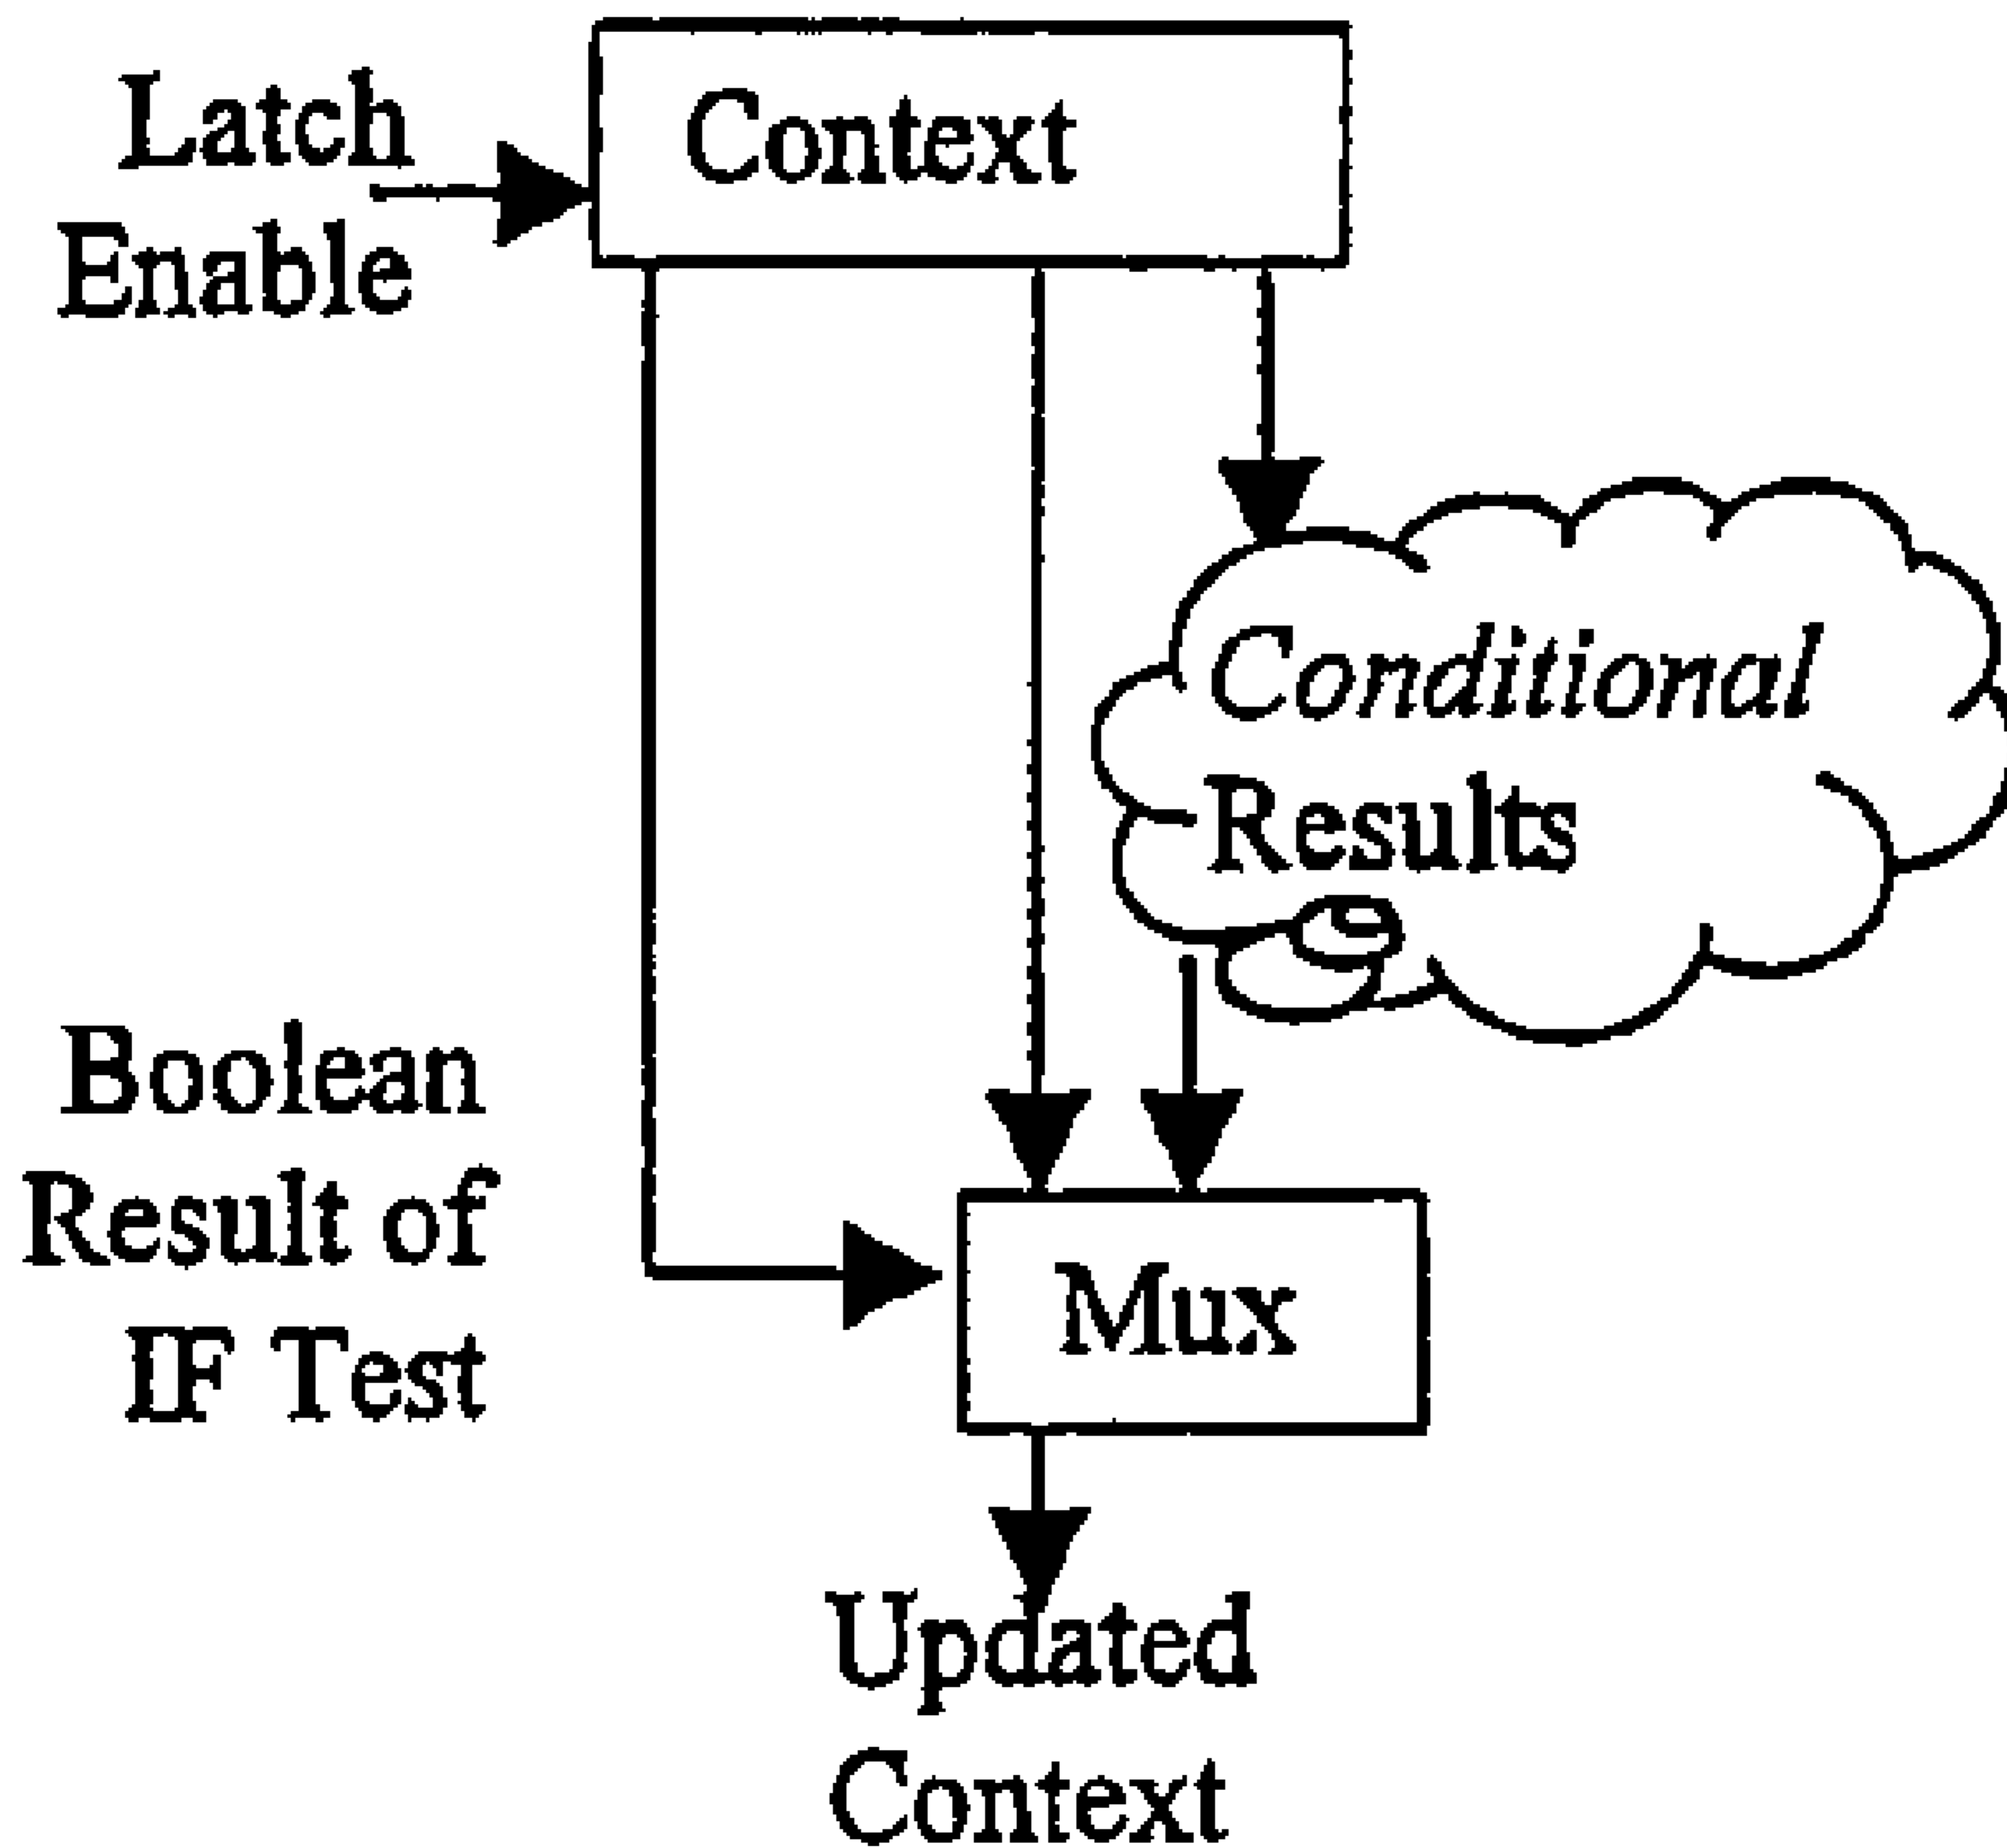 Latch
Enable
Context
Conditional
Results
Boolean
Result of
IF Test
Mux
Updated
Context